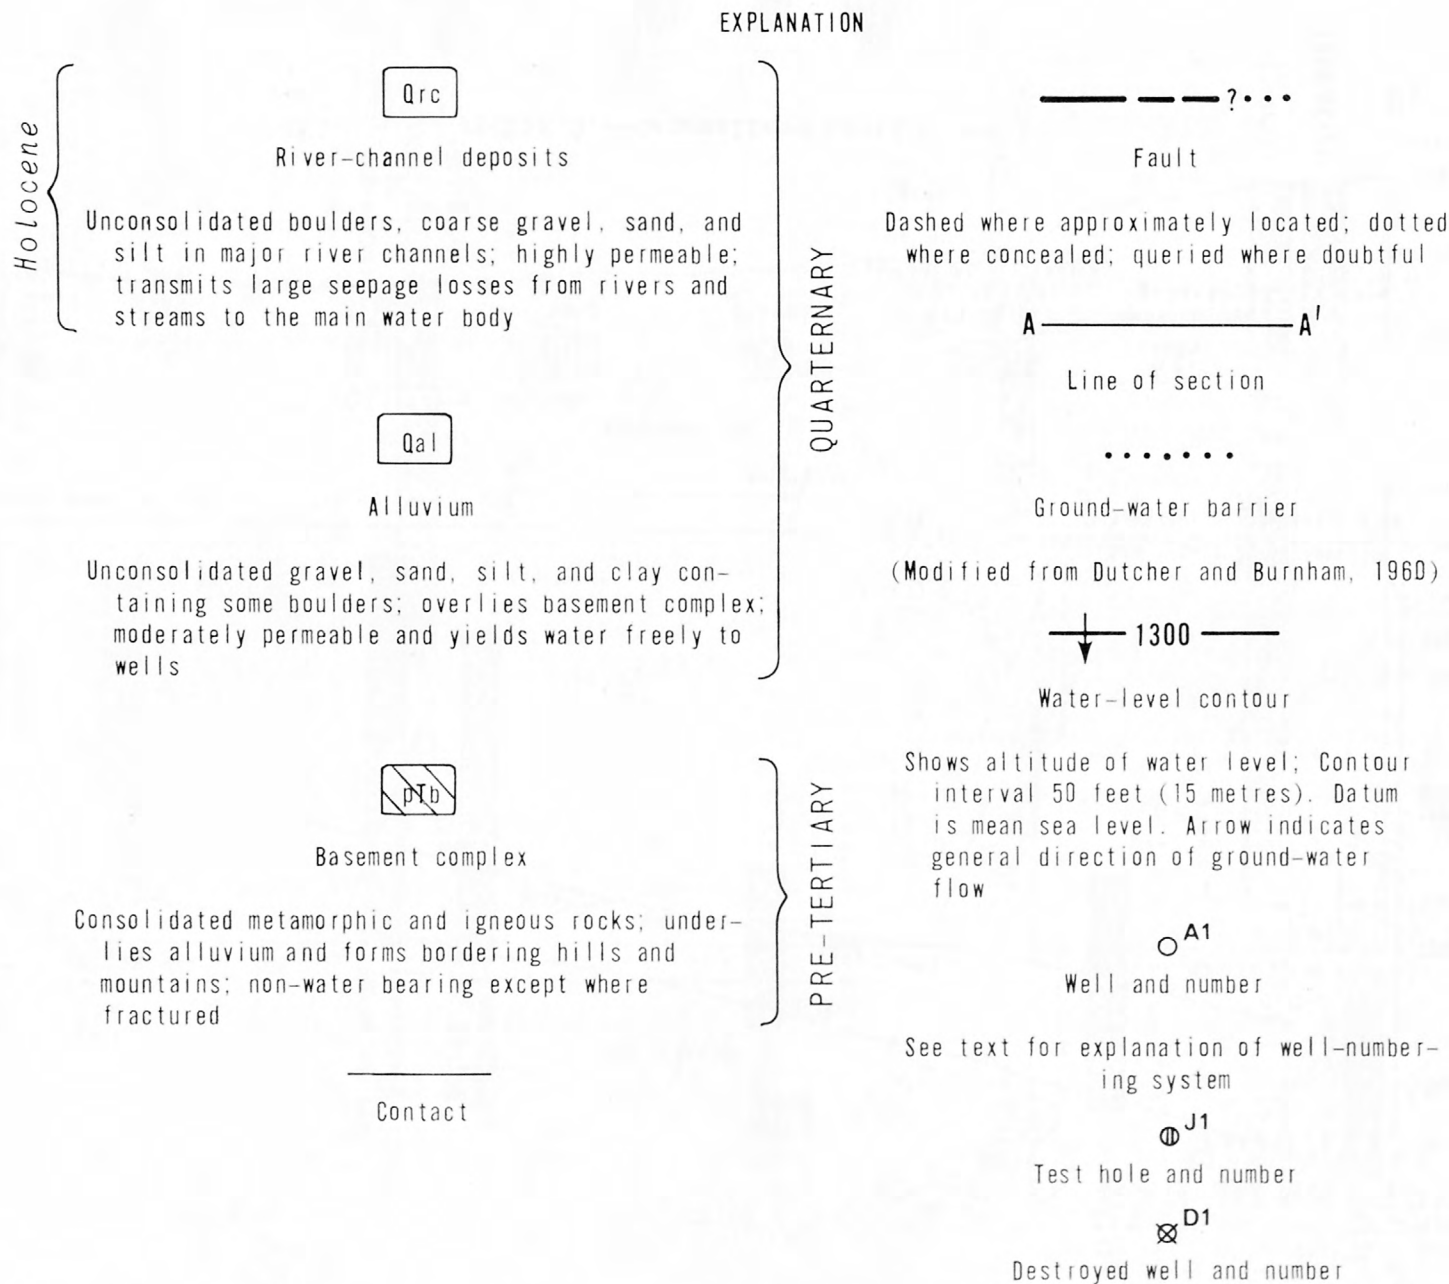 EXPLANATION
Holocene
Qrc
River-channel deposits
Unconsolidated boulders, coarse gravel, sand, and
silt in major river channels; highly permeable;
transmits large seepage losses from rivers and
streams to the main water body
Qal
Alluvium
Unconsolidated gravel, sand, silt, and clay con-
taining some boulders; overlies basement complex;
moderately permeable and yields water freely to
wells
QUARTERNARY
pTb
Basement complex
Consolidated metamorphic and igneous rocks; under-
lies alluvium and forms bordering hills and
mountains; non-water bearing except where
fractured
PRE-TERTIARY
Contact
?
Fault
Dashed where approximately located; dotted
where concealed; queried where doubtful
A A'
Line of section
Ground-water barrier
(Modified from Dutcher and Burnham, 1960)
1300
Water-level contour
Shows altitude of water level; Contour
interval 50 feet (15 metres). Datum
is mean sea level. Arrow indicates
general direction of ground-water
flow
A1
Well and number
See text for explanation of well-number-
ing system
J1
Test hole and number
D1
Destroyed well and number